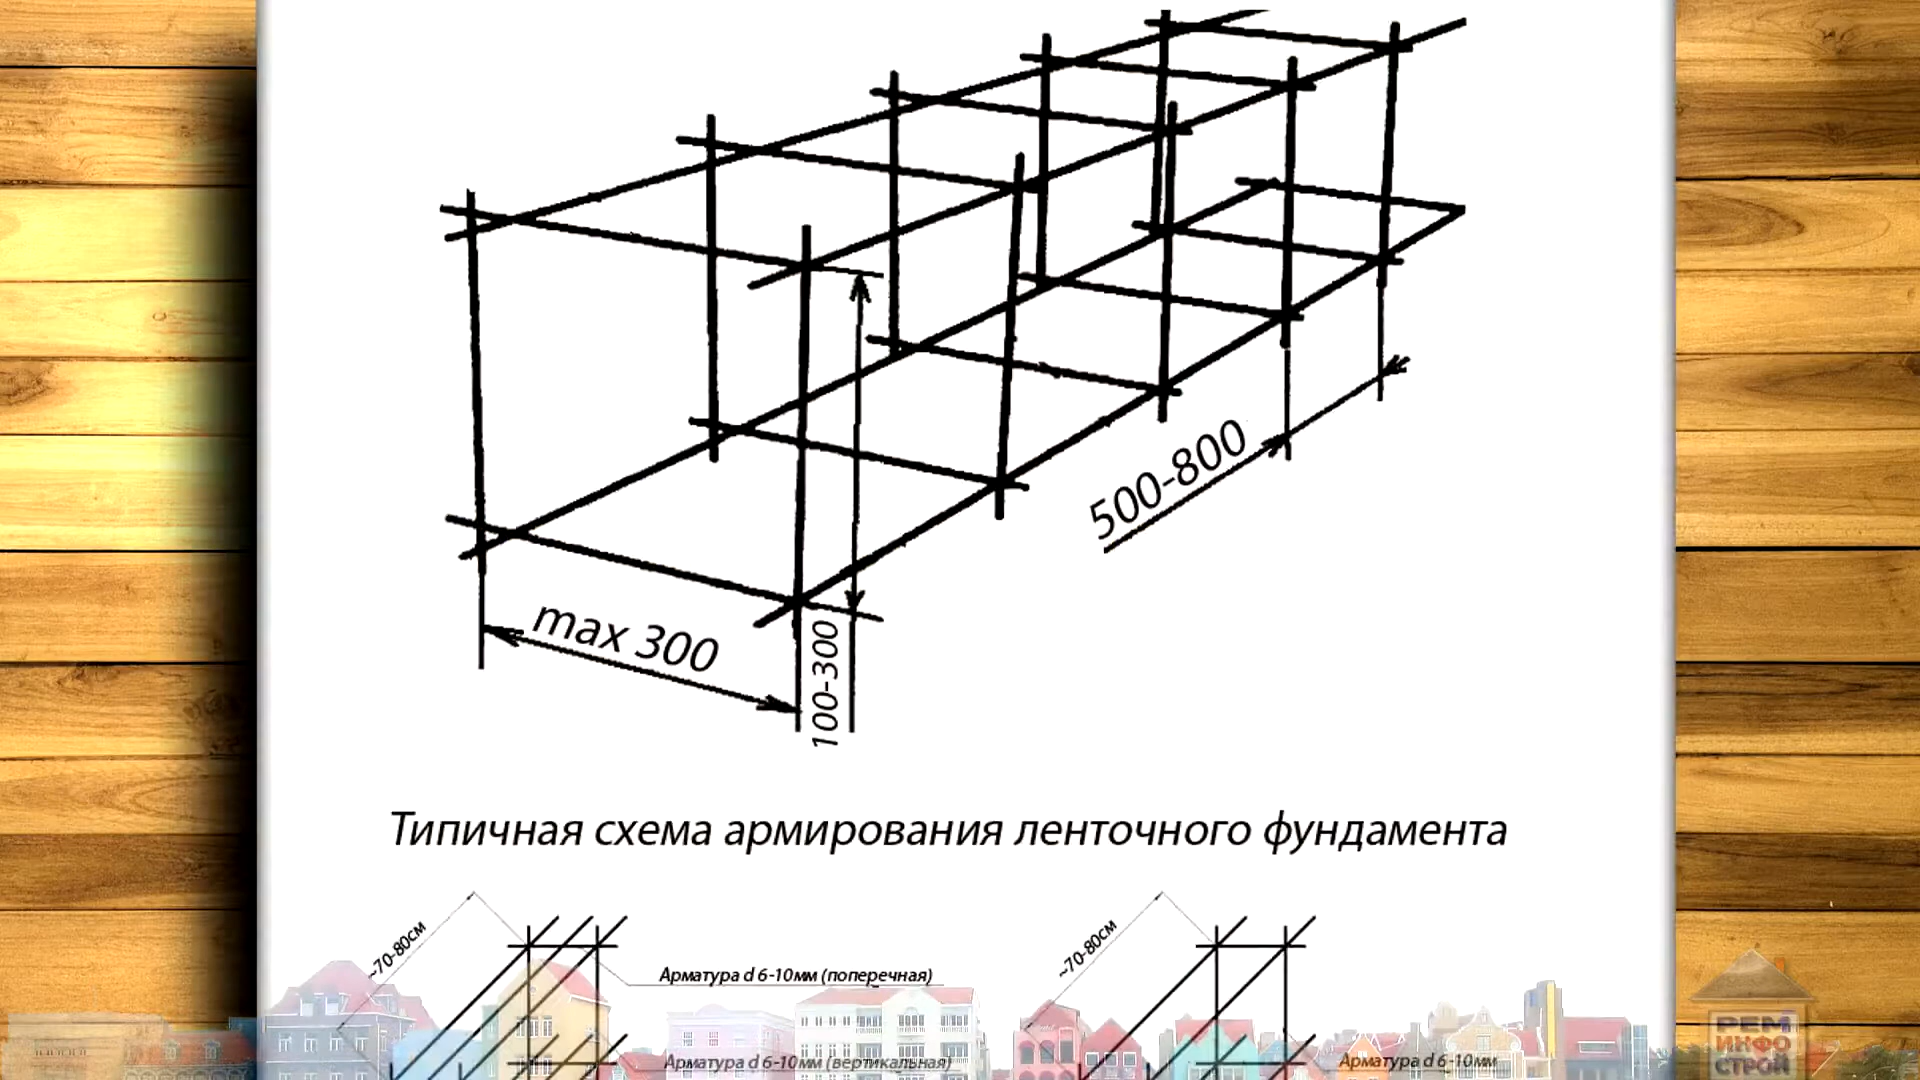 500-800
max 300
100-300
Типичная схема армирования ленточного фундамента
~70-80см
~70-80см
Арматура d 6-10мм (поперечная)
Арматура d 6-10мм (вертикальная)
Арматура d 6-10мм
РЕМ
ИНФО
СТРОЙ